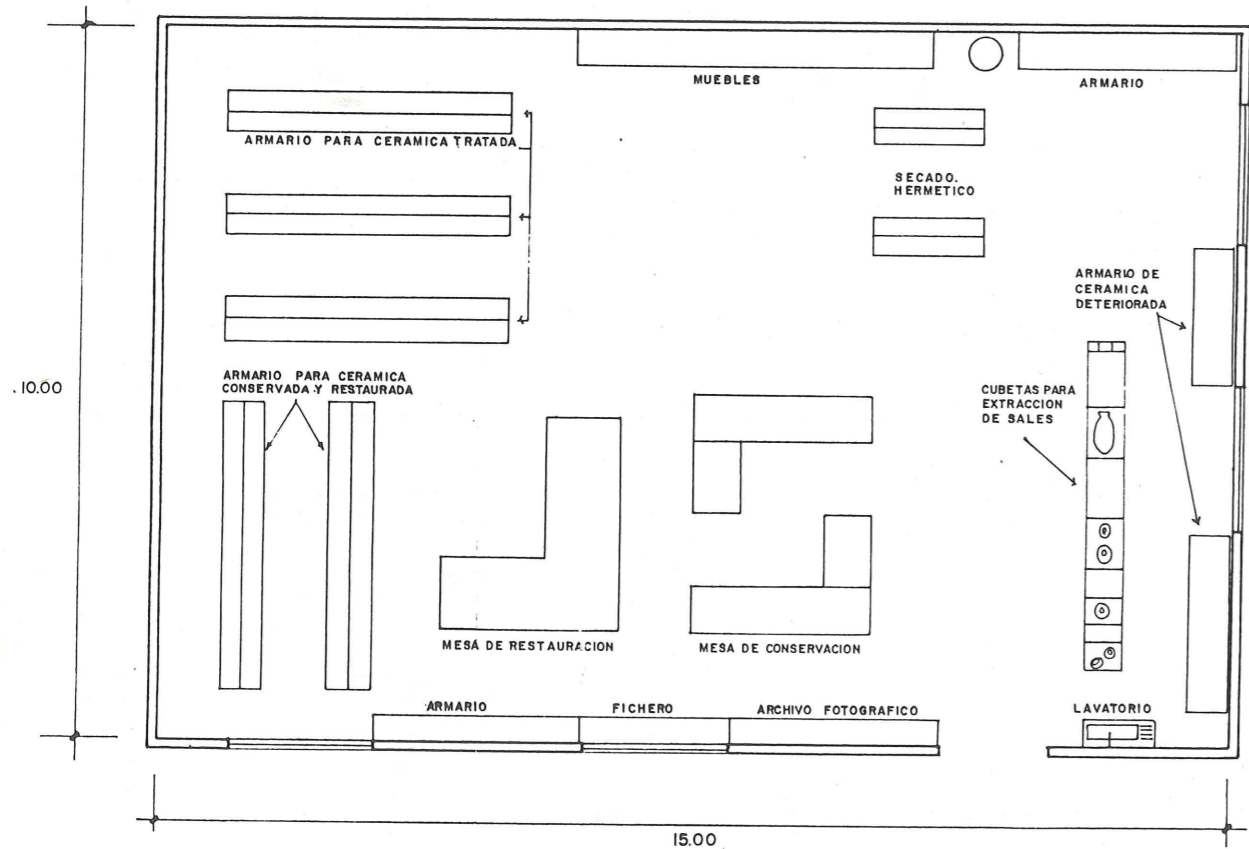 MUEBLES
ARMARIO
ARMARIO PARA CERAMICA TRATADA
SECADO.
HERMETICO
ARMARIO DE
CERAMICA
DETERIORADA
ARMARIO PARA CERAMICA
CONSERVADA Y RESTAURADA
.10.00
CUBETAS PARA
EXTRACCION
DE SALES
MESA DE RESTAURACION
MESA DE CONSERVACION
ARMARIO
FICHERO
ARCHIVO FOTOGRAFICO
LAVATORIO
15.00